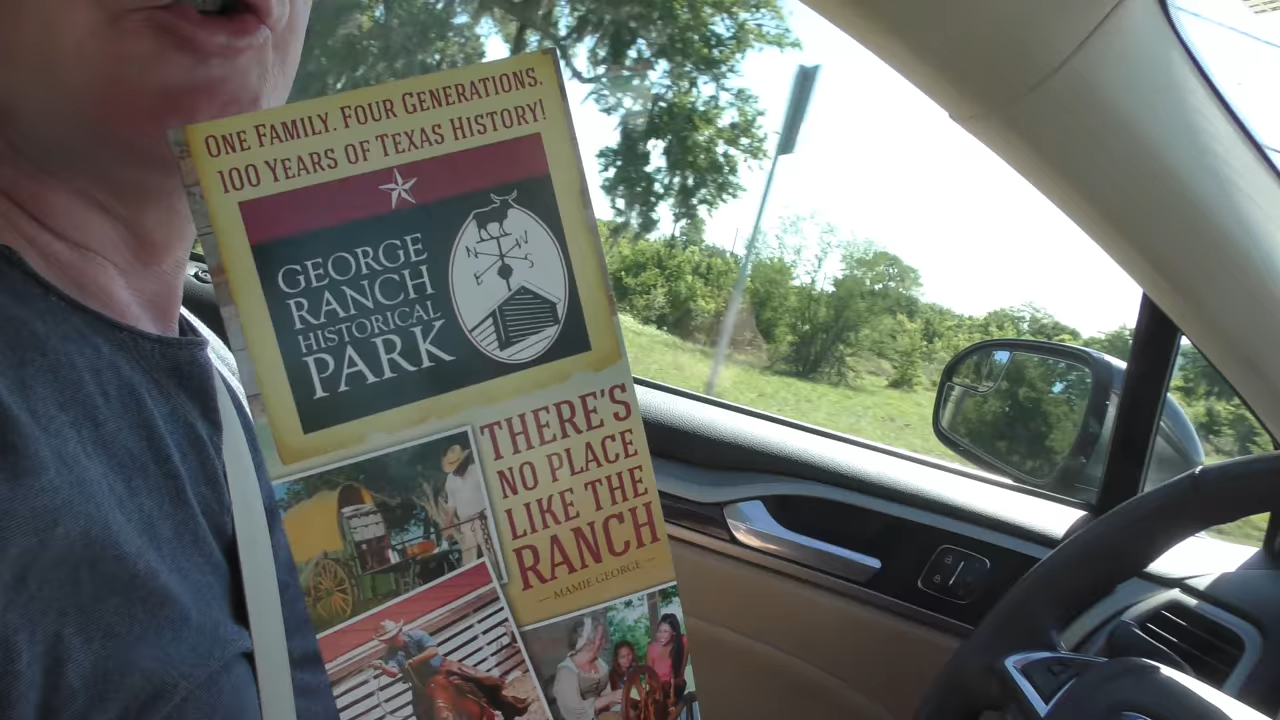 ONE FAMILY. FOUR GENERATIONS.
100 YEARS OF TEXAS HISTORY!
GEORGE
RANCH
HISTORICAL
PARK
N
W
E
S
THERE'S
NO PLACE
LIKE THE
RANCH
— MAMIE GEORGE —